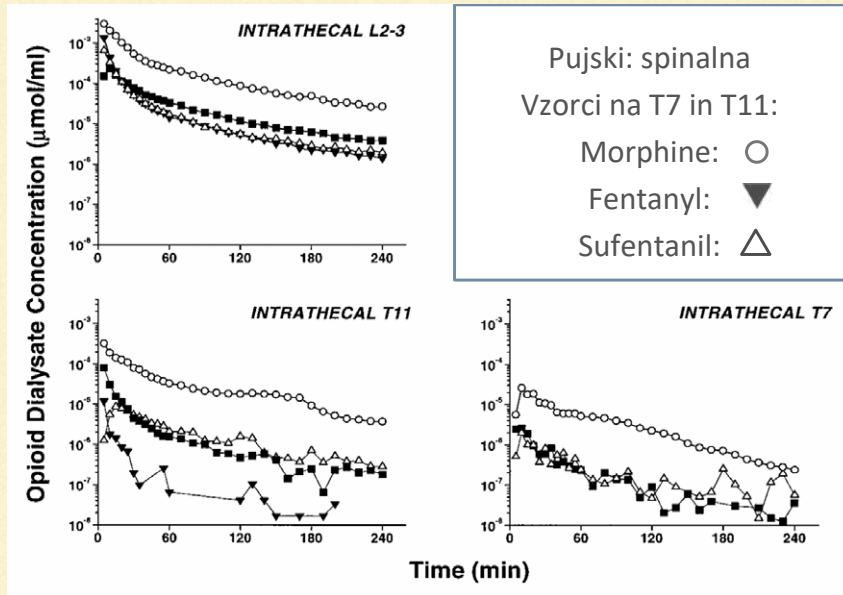 INTRATHECAL L2-3
Opioid Dialysate Concentration (µmol/ml)
10⁻³
10⁻⁴
10⁻⁵
10⁻⁶
10⁻⁷
10⁻⁸
0 60 120 180 240
Pujski: spinalna
Vzorci na T7 in T11:
Morphine: ○
Fentanyl: ▼
Sufentanil: △
INTRATHECAL T11
10⁻³
10⁻⁴
10⁻⁵
10⁻⁶
10⁻⁷
10⁻⁸
0 60 120 180 240
INTRATHECAL T7
10⁻³
10⁻⁴
10⁻⁵
10⁻⁶
10⁻⁷
10⁻⁸
0 60 120 180 240
Time (min)